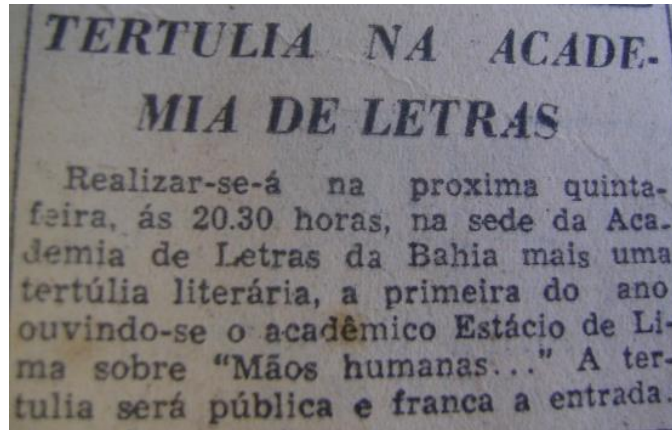 TERTULIA NA ACADE-
MIA DE LETRAS
Realizar-se-á na proxima quinta-
feira, ás 20.30 horas, na sede da Aca-
demia de Letras da Bahia mais uma
tertúlia literária, a primeira do ano
ouvindo-se o acadêmico Estácio de Li-
ma sobre "Mãos humanas..." A ter-
tulia será pública e franca a entrada.